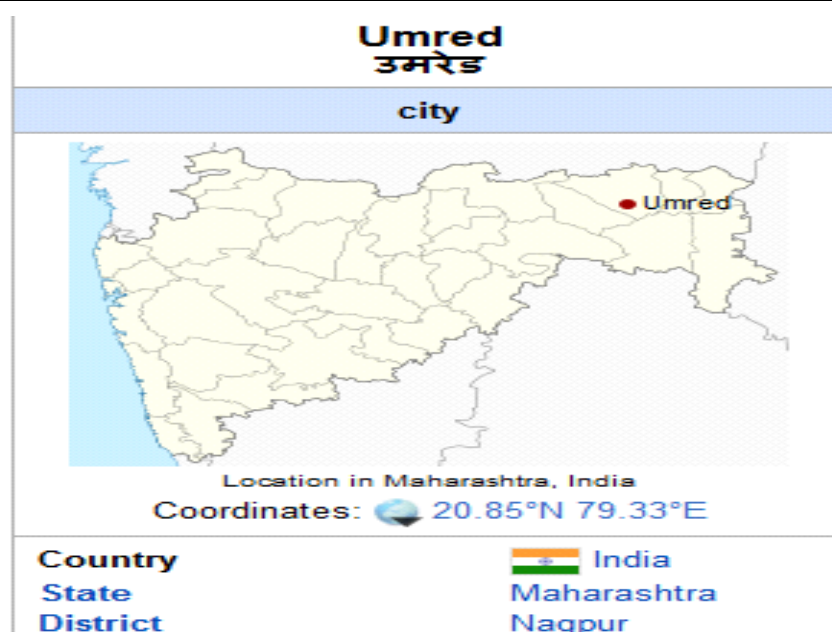 Umred
उमरेड
city
Umred
Location in Maharashtra, India
Coordinates: 20.85°N 79.33°E
Country India
State Maharashtra
District Nagpur